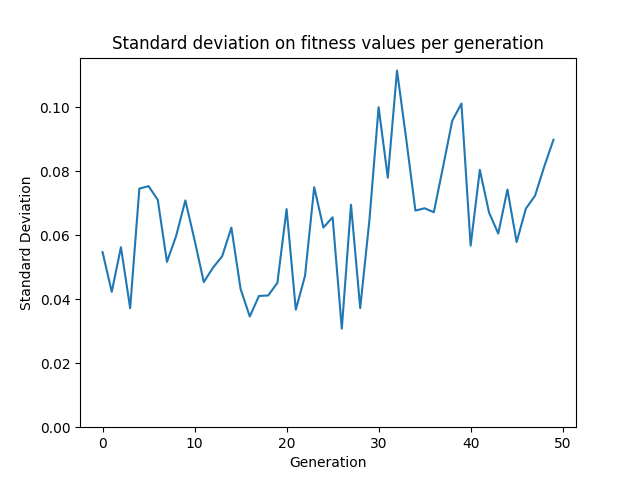 Standard deviation on fitness values per generation
Standard Deviation
0.10
0.08
0.06
0.04
0.02
0.00
0 10 20 30 40 50
Generation